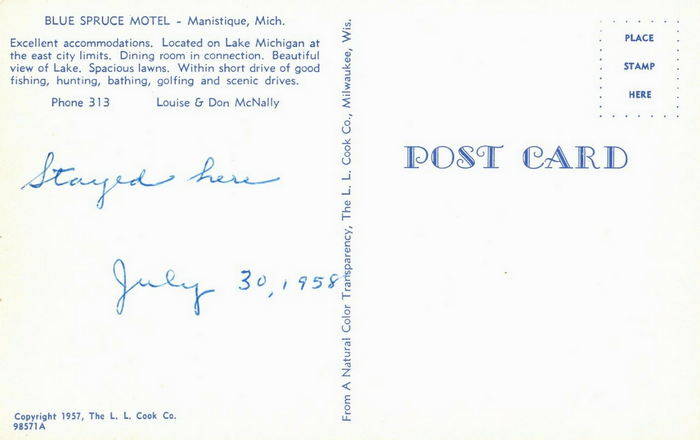 BLUE SPRUCE MOTEL - Manistique, Mich.
Excellent accommodations. Located on Lake Michigan at
the east city limits. Dining room in connection. Beautiful
view of Lake. Spacious lawns. Within short drive of good
fishing, hunting, bathing, golfing and scenic drives.
Phone 313 Louise & Don McNally
Stayed here
July 30, 1958
Copyright 1957, The L. L. Cook Co.
98571A
From A Natural Color Transparency, The L. L. Cook Co., Milwaukee, Wis.
PLACE
STAMP
HERE
POST CARD